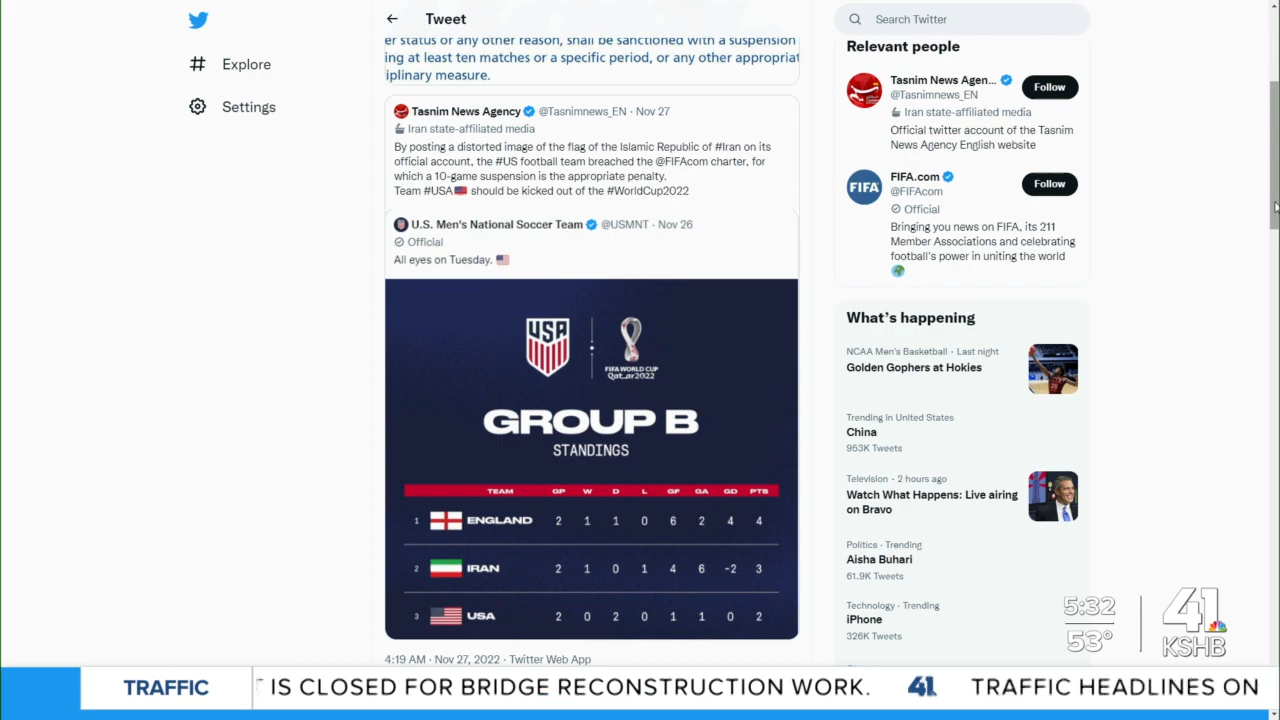 Tweet
Search Twitter
Explore
Settings
er status or any other reason, shall be sanctioned with a suspension
ing at least ten matches or a specific period, or any other appropriat
iplinary measure.
Tasnim News Agency @Tasnimnews_EN · Nov 27
Iran state-affiliated media
By posting a distorted image of the flag of the Islamic Republic of #Iran on its
official account, the #US football team breached the @FIFAcom charter, for
which a 10-game suspension is the appropriate penalty.
Team #USA should be kicked out of the #WorldCup2022
U.S. Men's National Soccer Team @USMNT · Nov 26
Official
All eyes on Tuesday.
USA
FIFA WORLD CUP
Qatar2022
GROUP B
STANDINGS
TEAM GP W D L GF GA GD PTS
1 ENGLAND 2 1 1 0 6 2 4 4
2 IRAN 2 1 0 1 4 6 -2 3
3 USA 2 0 2 0 1 1 0 2
4:19 AM · Nov 27, 2022 · Twitter Web App
Relevant people
Tasnim News Agen...
@Tasnimnews_EN
Follow
Iran state-affiliated media
Official twitter account of the Tasnim
News Agency English website
FIFA
FIFA.com
@FIFAcom
Follow
Official
Bringing you news on FIFA, its 211
Member Associations and celebrating
football's power in uniting the world
What's happening
NCAA Men's Basketball · Last night
Golden Gophers at Hokies
Trending in United States
China
953K Tweets
Television · 2 hours ago
Watch What Happens: Live airing
on Bravo
Politics · Trending
Aisha Buhari
61.9K Tweets
Technology · Trending
iPhone
326K Tweets
5:32
53°
41
KSHB
TRAFFIC
T IS CLOSED FOR BRIDGE RECONSTRUCTION WORK. 41 TRAFFIC HEADLINES ON